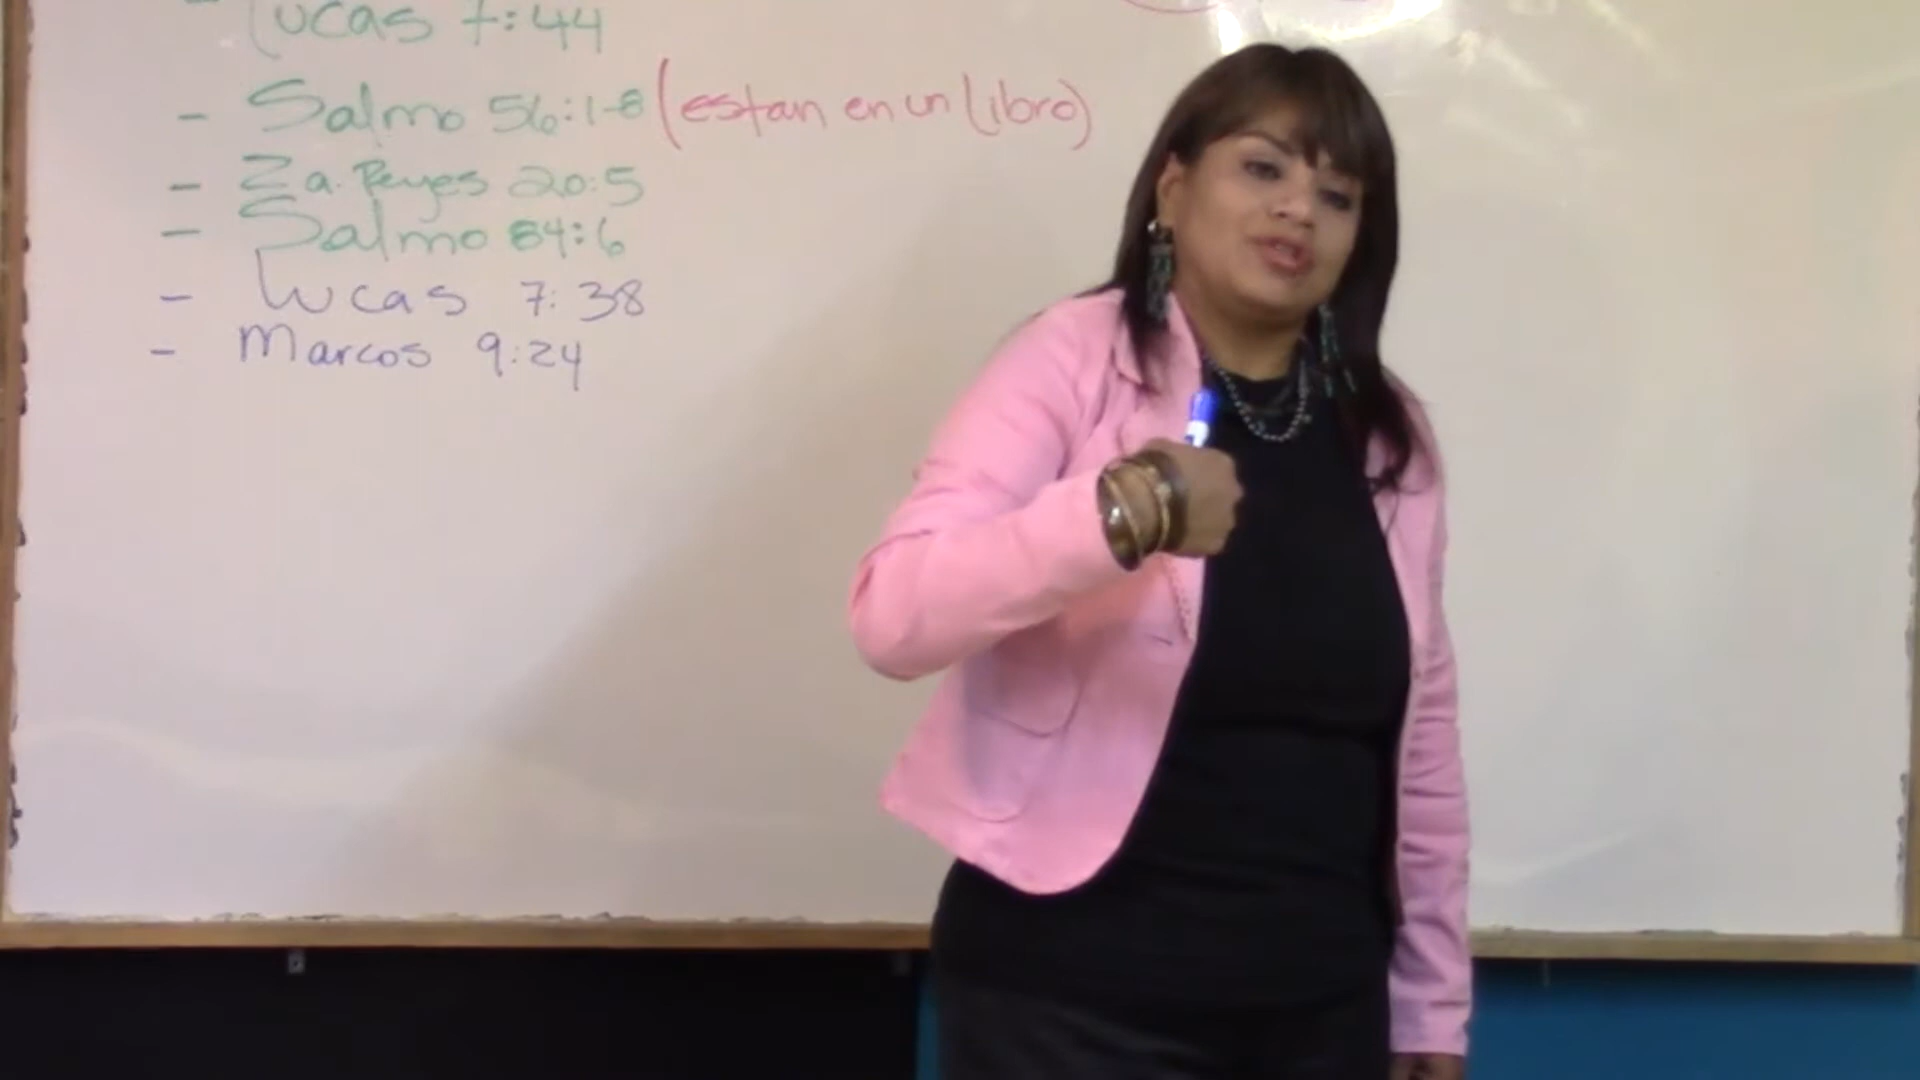 Lucas 7:44
- Salmo 56:1-8 (estan en un Libro)
- 2a. Reyes 20:5
- Salmo 84:6
- Lucas 7:38
- Marcos 9:24